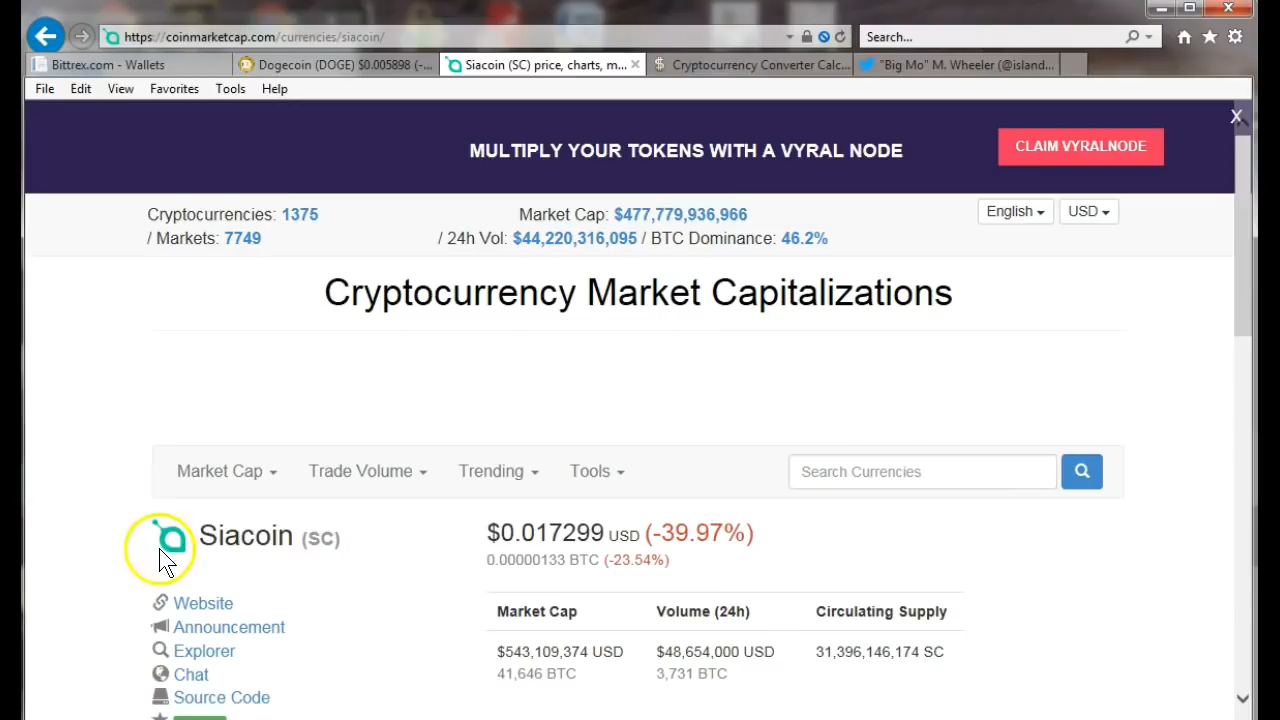 https://coinmarketcap.com/currencies/siacoin/
Search...
Bittrex.com - Wallets
Dogecoin (DOGE) $0.005898 (-...
Siacoin (SC) price, charts, m...
Cryptocurrency Converter Calc...
"Big Mo" M. Wheeler (@island...
File Edit View Favorites Tools Help
X
MULTIPLY YOUR TOKENS WITH A VYRAL NODE
CLAIM VYRALNODE
Cryptocurrencies: 1375
Market Cap: $477,779,936,966
English
USD
/ Markets: 7749
/ 24h Vol: $44,220,316,095 / BTC Dominance: 46.2%
Cryptocurrency Market Capitalizations
Market Cap Trade Volume Trending Tools
Search Currencies
Siacoin (SC)
$0.017299 USD (-39.97%)
0.00000133 BTC (-23.54%)
Website
Announcement
Explorer
Chat
Source Code
Market Cap Volume (24h) Circulating Supply
$543,109,374 USD $48,654,000 USD 31,396,146,174 SC
41,646 BTC 3,731 BTC